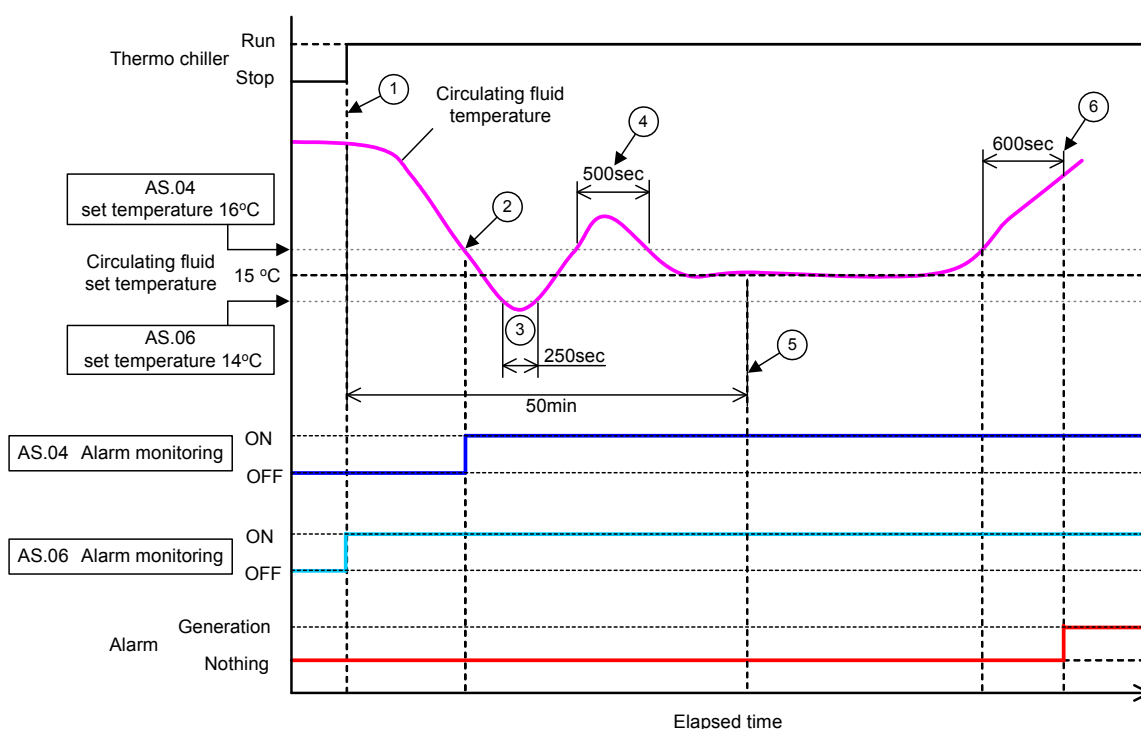 Run
Thermo chiller
Stop
1
Circulating fluid
temperature
4
500sec
6
600sec
AS.04
set temperature 16ºC
2
Circulating fluid
set temperature
15 ºC
AS.06
set temperature 14ºC
3
250sec
5
50min
AS.04 Alarm monitoring
ON
OFF
AS.06 Alarm monitoring
ON
OFF
Generation
Alarm
Nothing
Elapsed time